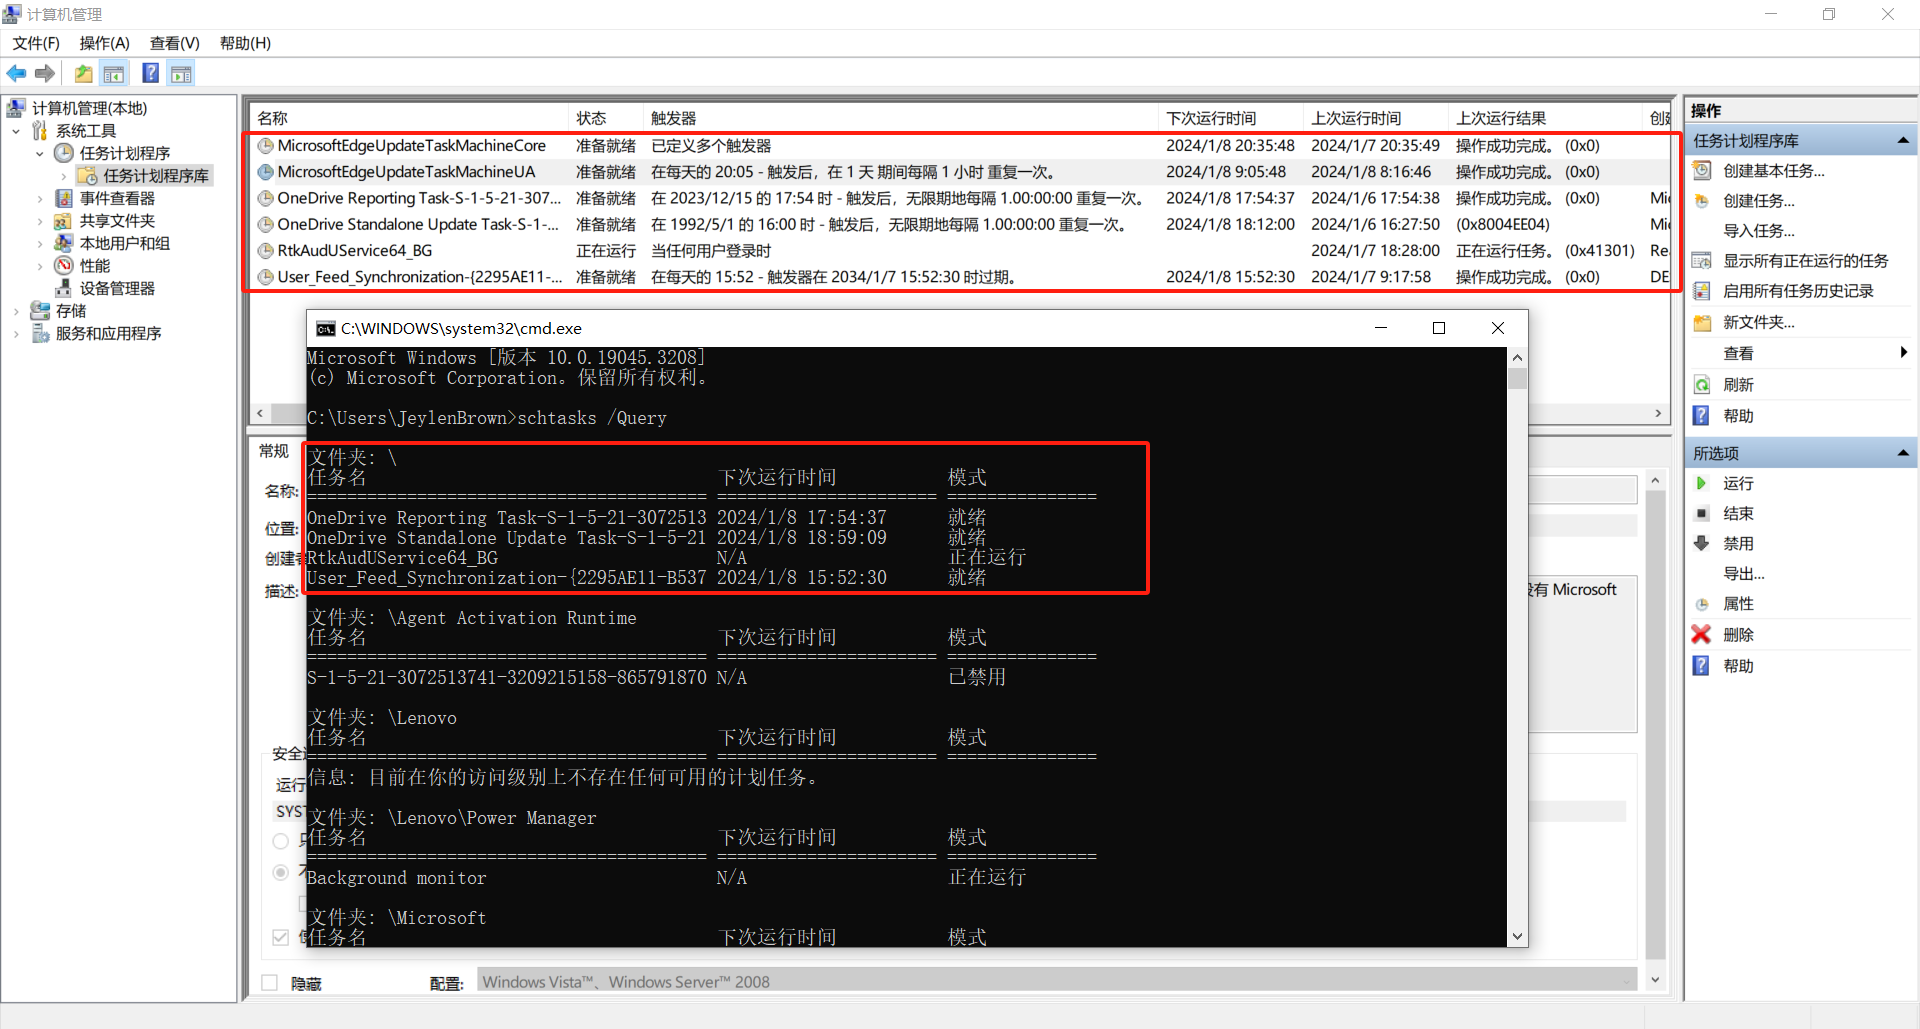 计算机管理
文件(F) 操作(A) 查看(V) 帮助(H)
计算机管理(本地)
系统工具
任务计划程序
任务计划程序库
事件查看器
共享文件夹
本地用户和组
性能
设备管理器
存储
服务和应用程序
名称 状态 触发器 下次运行时间 上次运行时间 上次运行结果 创建
MicrosoftEdgeUpdateTaskMachineCore 准备就绪 已定义多个触发器 2024/1/8 20:35:48 2024/1/7 20:35:49 操作成功完成。 (0x0)
MicrosoftEdgeUpdateTaskMachineUA 准备就绪 在每天的 20:05 - 触发后，在 1 天 期间每隔 1 小时 重复一次。 2024/1/8 9:05:48 2024/1/8 8:16:46 操作成功完成。 (0x0)
OneDrive Reporting Task-S-1-5-21-307... 准备就绪 在 2023/12/15 的 17:54 时 - 触发后，无限期地每隔 1.00:00:00 重复一次。 2024/1/8 17:54:37 2024/1/6 17:54:38 操作成功完成。 (0x0) Mi
OneDrive Standalone Update Task-S-1-... 准备就绪 在 1992/5/1 的 16:00 时 - 触发后，无限期地每隔 1.00:00:00 重复一次。 2024/1/8 18:12:00 2024/1/6 16:27:50 (0x8004EE04) Mi
RtkAudUService64_BG 正在运行 当任何用户登录时 2024/1/7 18:28:00 正在运行任务。 (0x41301) Re
User_Feed_Synchronization-{2295AE11-... 准备就绪 在每天的 15:52 - 触发器在 2034/1/7 15:52:30 时过期。 2024/1/8 15:52:30 2024/1/7 9:17:58 操作成功完成。 (0x0) DE
C:\WINDOWS\system32\cmd.exe
Microsoft Windows [版本 10.0.19045.3208]
(c) Microsoft Corporation。保留所有权利。
C:\Users\JeylenBrown>schtasks /Query
文件夹: \
任务名 下次运行时间 模式
======================================== ====================== ===============
OneDrive Reporting Task-S-1-5-21-3072513 2024/1/8 17:54:37 就绪
OneDrive Standalone Update Task-S-1-5-21 2024/1/8 18:59:09 就绪
RtkAudUService64_BG N/A 正在运行
User_Feed_Synchronization-{2295AE11-B537 2024/1/8 15:52:30 就绪
文件夹: \Agent Activation Runtime
任务名 下次运行时间 模式
======================================== ====================== ===============
S-1-5-21-3072513741-3209215158-865791870 N/A 已禁用
文件夹: \Lenovo
任务名 下次运行时间 模式
======================================== ====================== ===============
信息: 目前在你的访问级别上不存在任何可用的计划任务。
文件夹: \Lenovo\Power Manager
任务名 下次运行时间 模式
======================================== ====================== ===============
Background monitor N/A 正在运行
文件夹: \Microsoft
任务名 下次运行时间 模式
常规
名称:
位置:
创建者
描述:
有 Microsoft
安全
运行
SYST
隐藏 配置: Windows Vista™、Windows Server™ 2008
操作
任务计划程序库
创建基本任务...
创建任务...
导入任务...
显示所有正在运行的任务
启用所有任务历史记录
新文件夹...
查看
刷新
帮助
所选项
运行
结束
禁用
导出...
属性
删除
帮助